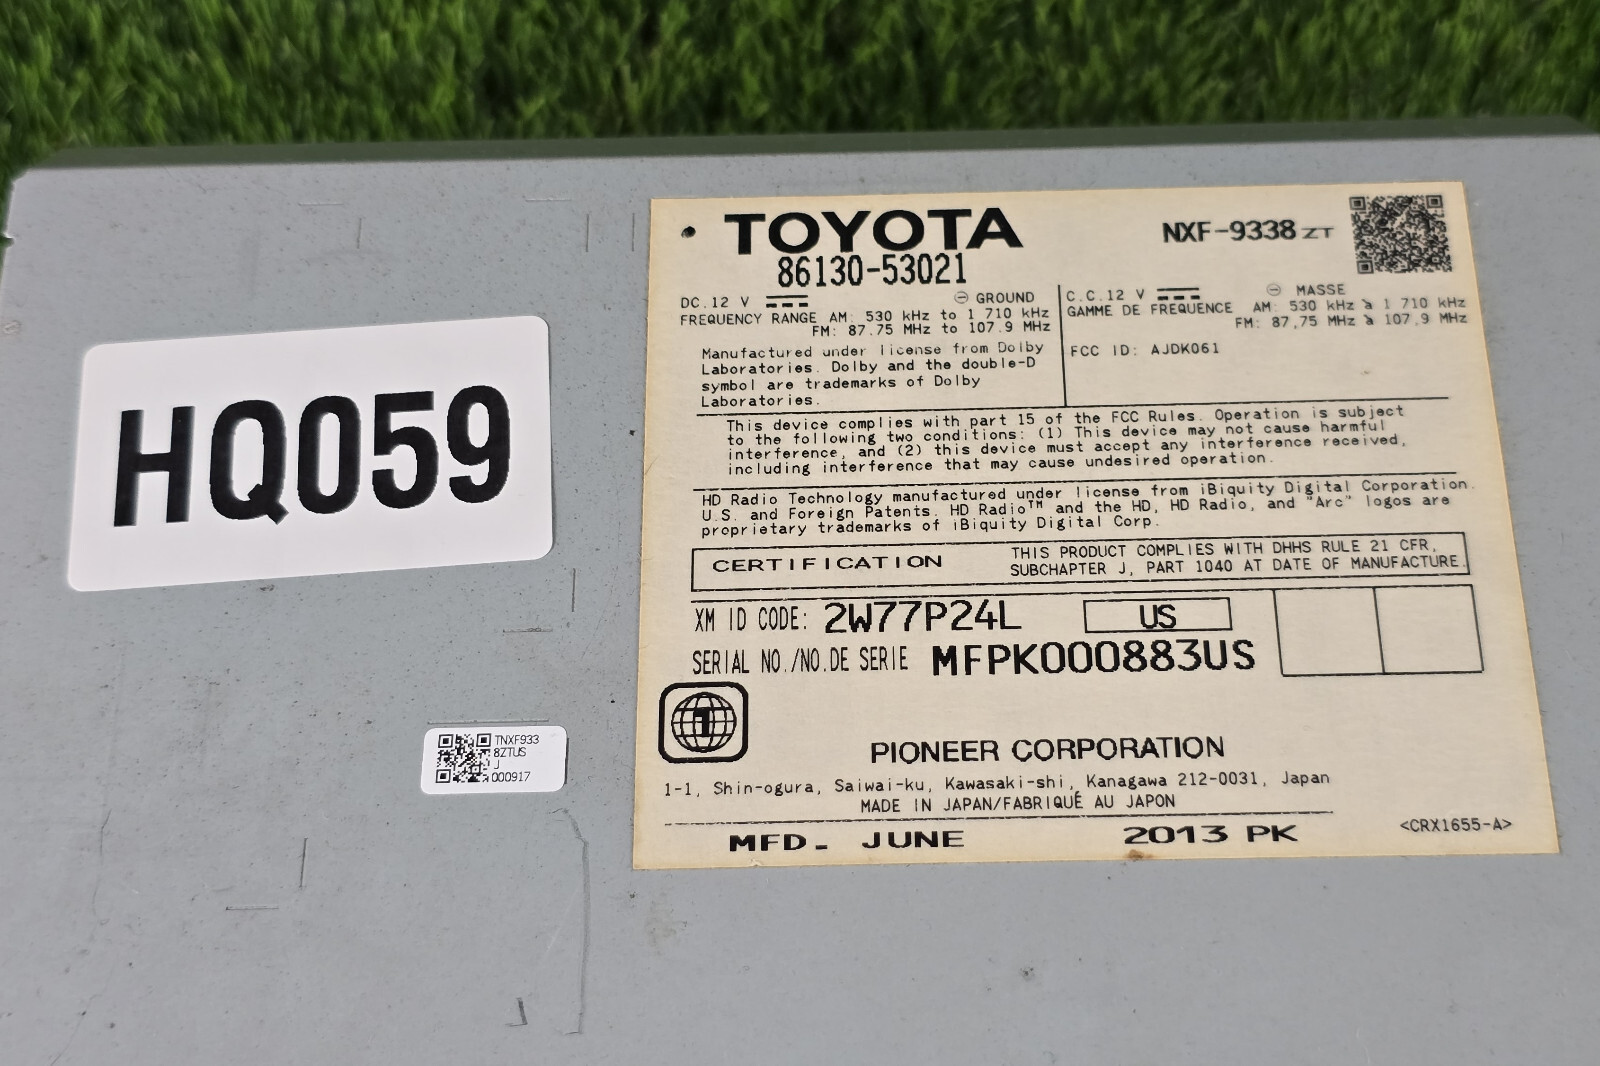 HQ059
TOYOTA
86130-53021
NXF-9338 ZT
DC.12 V
GROUND
FREQUENCY RANGE AM: 530 kHz to 1 710 kHz
FM: 87.75 MHz to 107.9 MHz
Manufactured under license from Dolby
Laboratories. Dolby and the double-D
symbol are trademarks of Dolby
Laboratories.
C.C.12 V
MASSE
GAMME DE FREQUENCE AM: 530 kHz à 1 710 kHz
FM: 87,75 MHz à 107,9 MHz
FCC ID: AJDK061
This device complies with part 15 of the FCC Rules. Operation is subject
to the following two conditions: (1) This device may not cause harmful
interference, and (2) this device must accept any interference received,
including interference that may cause undesired operation.
HD Radio Technology manufactured under license from iBiquity Digital Corporation.
U.S. and Foreign Patents. HD Radio™ and the HD, HD Radio, and "Arc" logos are
proprietary trademarks of iBiquity Digital Corp.
CERTIFICATION
THIS PRODUCT COMPLIES WITH DHHS RULE 21 CFR,
SUBCHAPTER J, PART 1040 AT DATE OF MANUFACTURE.
XM ID CODE: 2W77P24L US
SERIAL NO./NO.DE SERIE MFPK000883US
1
PIONEER CORPORATION
1-1, Shin-ogura, Saiwai-ku, Kawasaki-shi, Kanagawa 212-0031, Japan
MADE IN JAPAN/FABRIQUÉ AU JAPON
MFD. JUNE 2013 PK
<CRX1655-A>
TNXF933
8ZTUS
J
000917